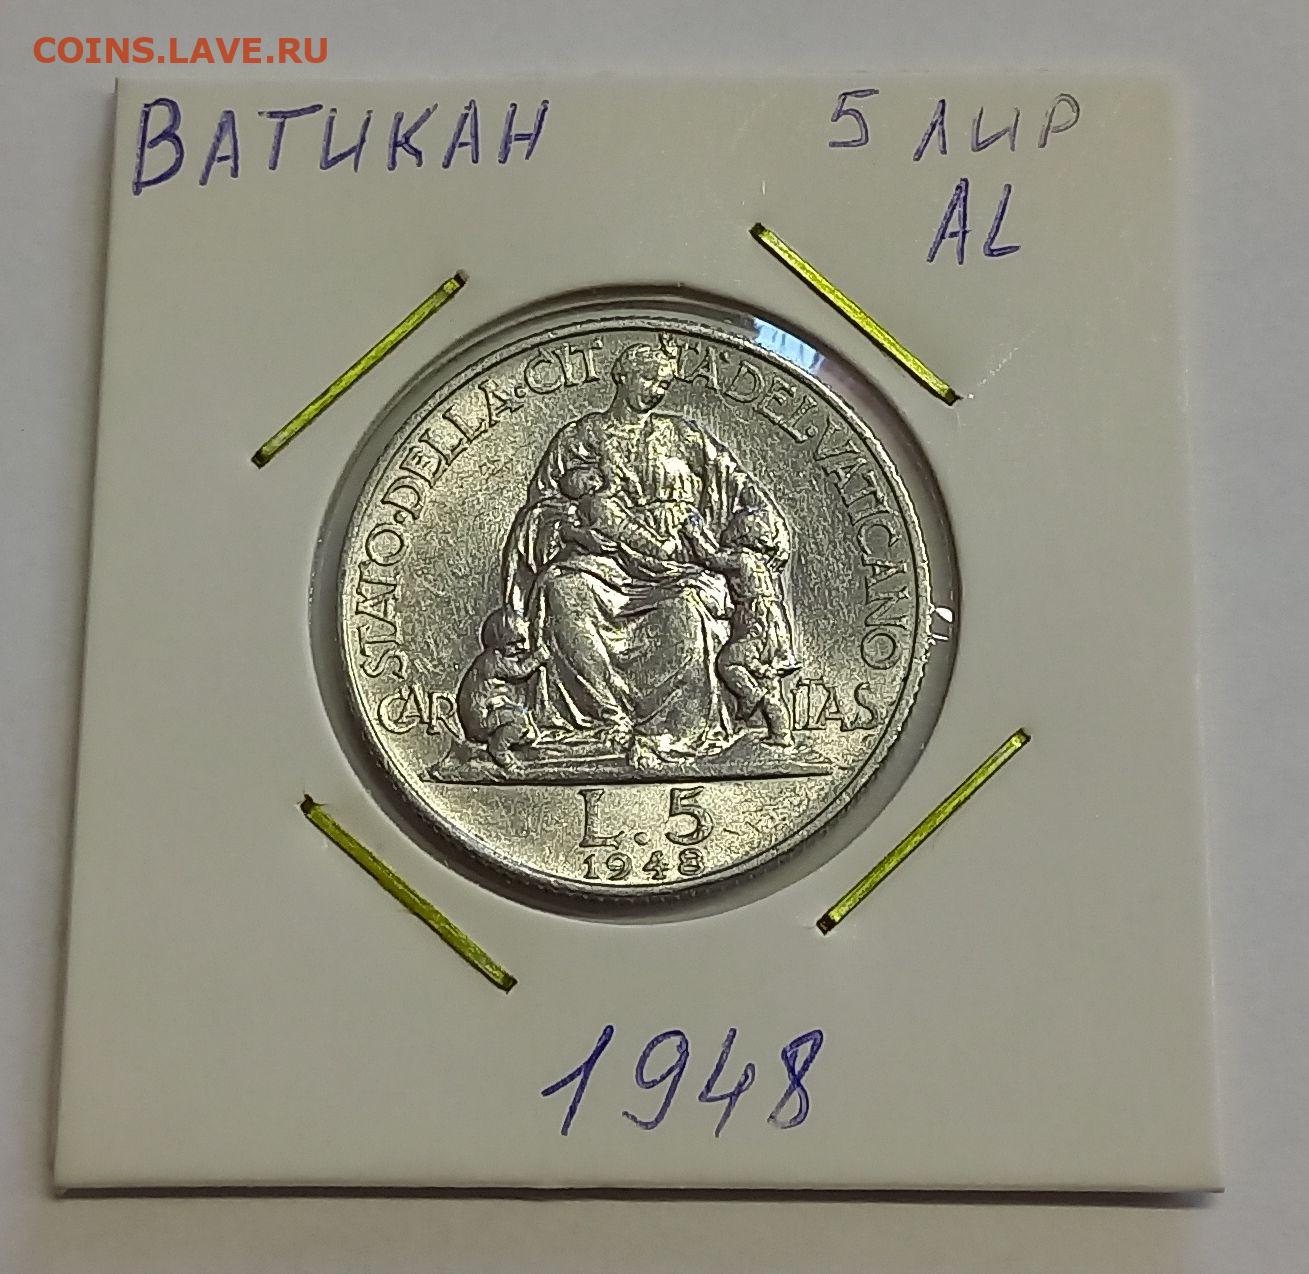 COINS.LAVE.RU
ВАТИКАН
5 ЛИР
AL
STATO·DELLA·CITTA'DEL·VATICANO
CARITAS
L.5
1948
1948